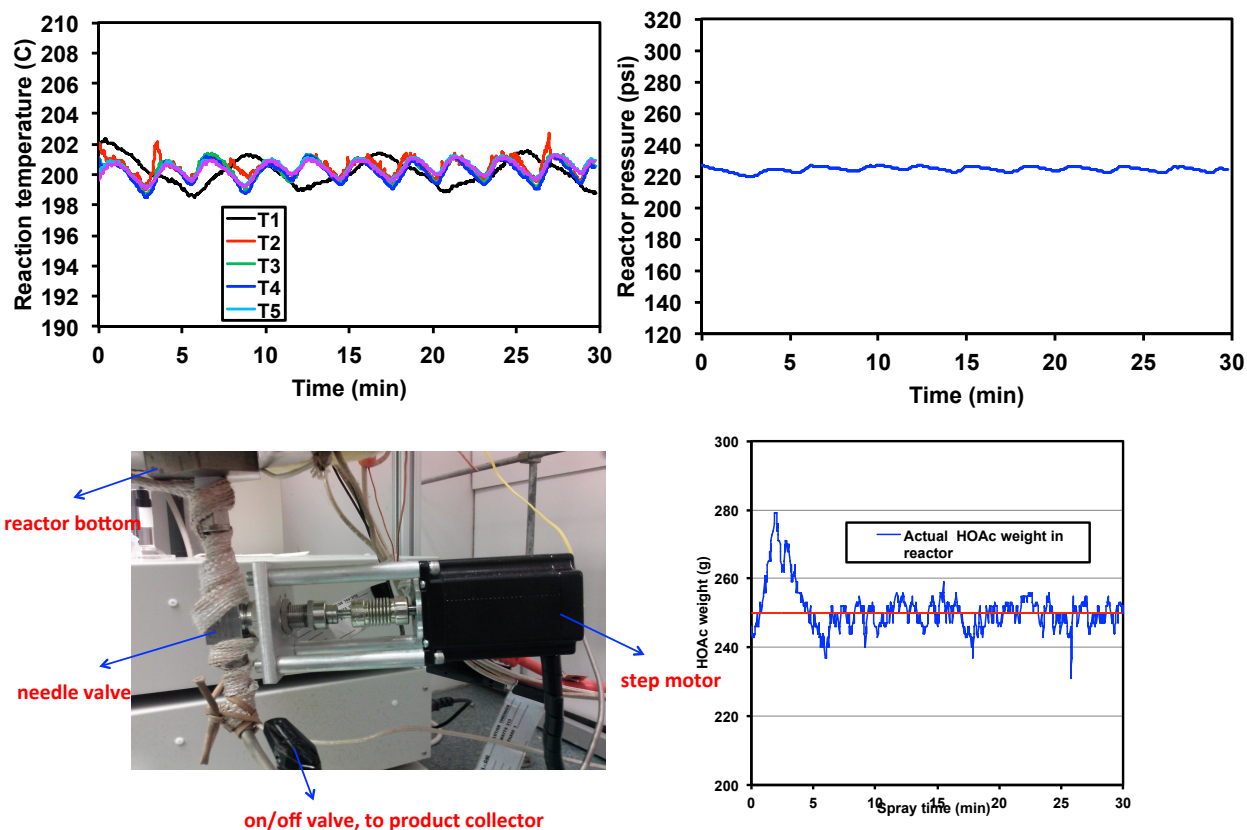 Reaction temperature (C)
210
208
206
204
202
200
198
196
194
192
190
T1
T2
T3
T4
T5
0 5 10 15 20 25 30
Time (min)
Reactor pressure (psi)
320
300
280
260
240
220
200
180
160
140
120
0 5 10 15 20 25 30
Time (min)
reactor bottom
needle valve
step motor
on/off valve, to product collector
HOAc weight (g)
300
280
260
240
220
200
Actual HOAc weight in
reactor
0 5 10 15 20 25 30
Spray time (min)